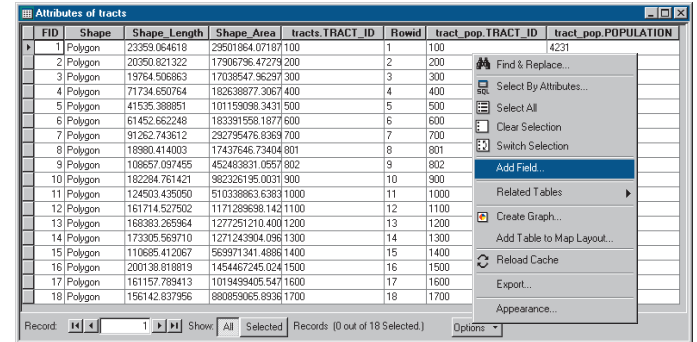 Attributes of tracts
FID Shape Shape_Length Shape_Area tracts.TRACT_ID Rowid tract_pop.TRACT_ID tract_pop.POPULATION
1 Polygon 23359.064618 29501864.07187 100 1 100 4231
2 Polygon 20350.821322 17906796.47279 200 2 200
3 Polygon 19764.506863 17038547.96297 300 3 300
4 Polygon 71734.650764 182638877.3067 400 4 400
5 Polygon 41535.388851 101159098.3431 500 5 500
6 Polygon 61452.662248 183391558.1877 600 6 600
7 Polygon 91262.743612 292795476.8369 700 7 700
8 Polygon 18980.414003 17437646.73404 801 8 801
9 Polygon 108657.097455 452483831.0557 802 9 802
10 Polygon 182284.761421 982326195.0031 900 10 900
11 Polygon 124503.435050 510338863.6383 1000 11 1000
12 Polygon 161714.527502 1171289698.142 1100 12 1100
13 Polygon 168383.265964 1277251210.400 1200 13 1200
14 Polygon 173305.569710 1271243904.096 1300 14 1300
15 Polygon 110685.412067 569971341.4886 1400 15 1400
16 Polygon 200138.818819 1454467245.024 1500 16 1500
17 Polygon 161157.789413 1019499405.547 1600 17 1600
18 Polygon 156142.837956 880859065.8936 1700 18 1700
Find & Replace...
SQL Select By Attributes...
Select All
Clear Selection
Switch Selection
Add Field...
Related Tables
Create Graph...
Add Table to Map Layout...
Reload Cache
Export...
Appearance...
Record: 1 Show: All Selected Records (0 out of 18 Selected.) Options